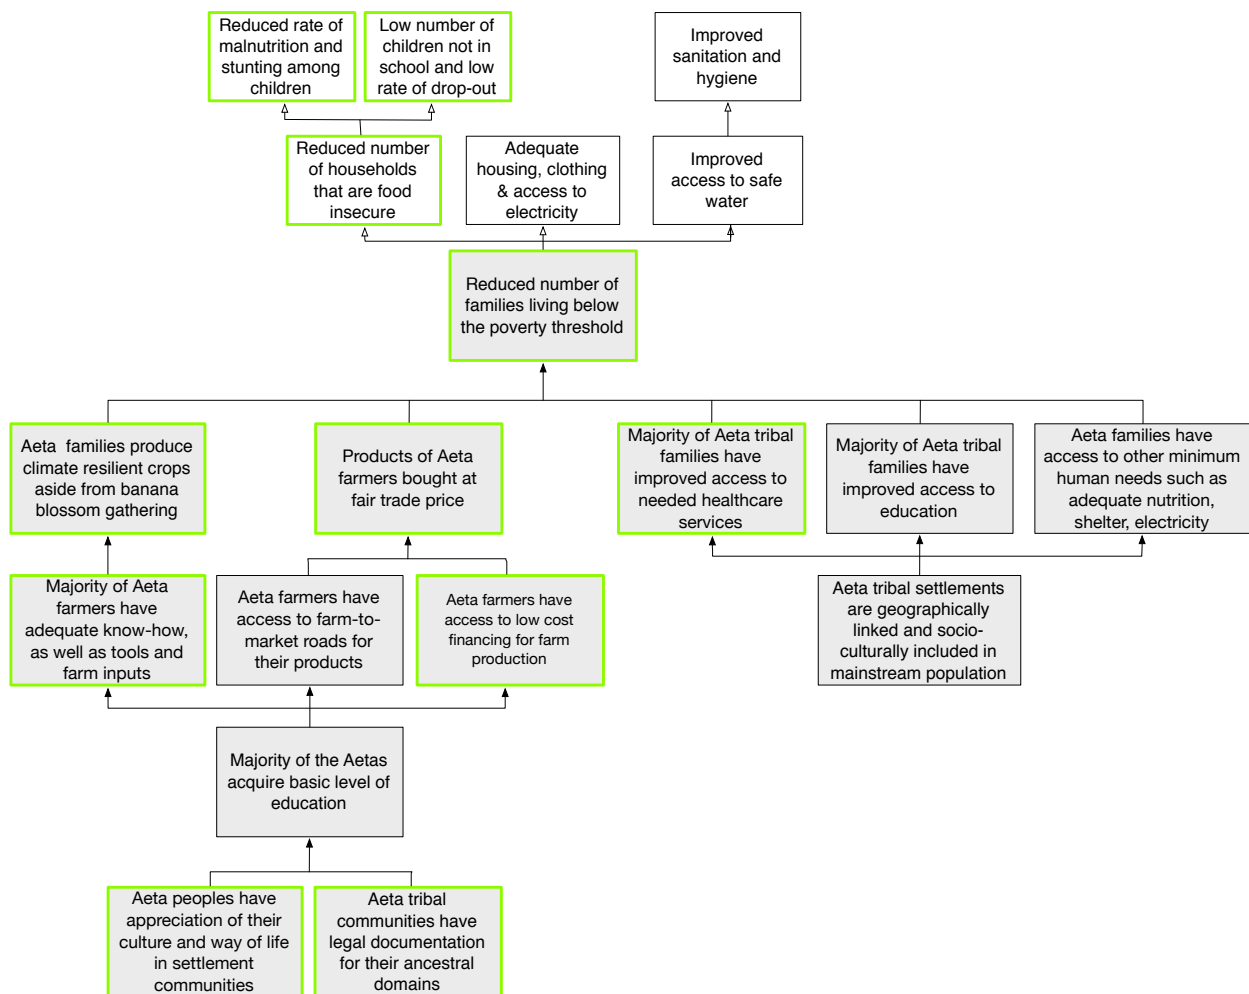 Reduced rate of
malnutrition and
stunting among
children
Low number of
children not in
school and low
rate of drop-out
Improved
sanitation and
hygiene
Reduced number
of households
that are food
insecure
Adequate
housing, clothing
& access to
electricity
Improved
access to safe
water
Reduced number of
families living below
the poverty threshold
Aeta families produce
climate resilient crops
aside from banana
blossom gathering
Products of Aeta
farmers bought at
fair trade price
Majority of Aeta tribal
families have
improved access to
needed healthcare
services
Majority of Aeta tribal
families have
improved access to
education
Aeta families have
access to other minimum
human needs such as
adequate nutrition,
shelter, electricity
Majority of Aeta
farmers have
adequate know-how,
as well as tools and
farm inputs
Aeta farmers have
access to farm-to-
market roads for
their products
Aeta farmers have
access to low cost
financing for farm
production
Aeta tribal settlements
are geographically
linked and socio-
culturally included in
mainstream population
Majority of the Aetas
acquire basic level of
education
Aeta peoples have
appreciation of their
culture and way of life
in settlement
communities
Aeta tribal
communities have
legal documentation
for their ancestral
domains